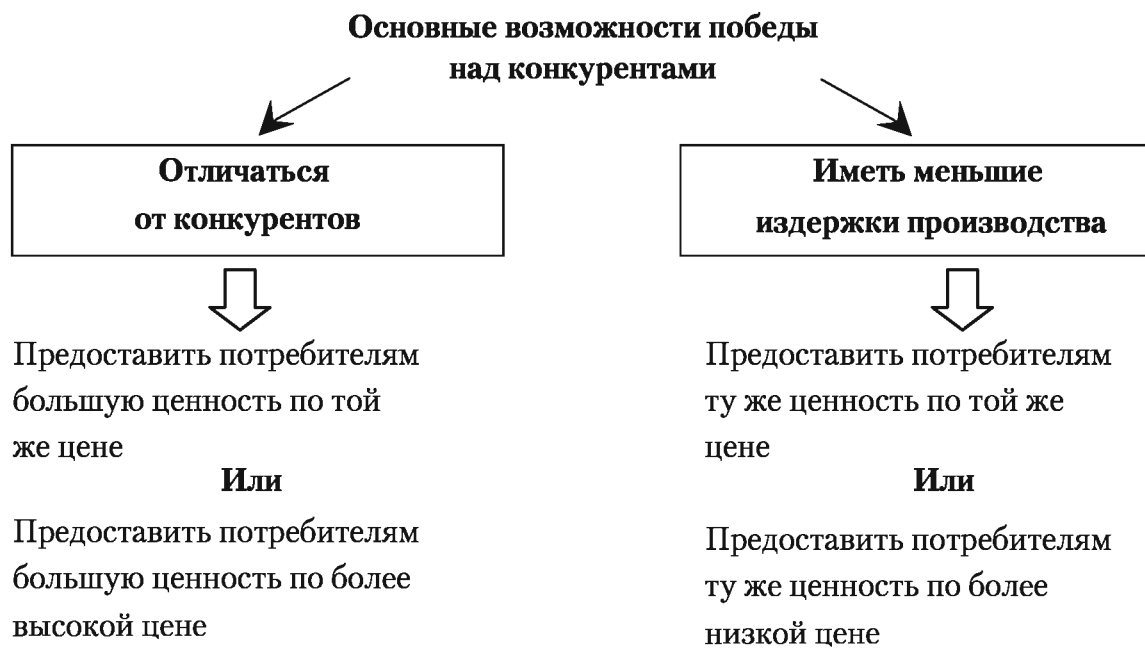 Основные возможности победы
над конкурентами
Отличаться
от конкурентов
Предоставить потребителям
большую ценность по той
же цене
Или
Предоставить потребителям
большую ценность по более
высокой цене
Иметь меньшие
издержки производства
Предоставить потребителям
ту же ценность по той же
цене
Или
Предоставить потребителям
ту же ценность по более
низкой цене